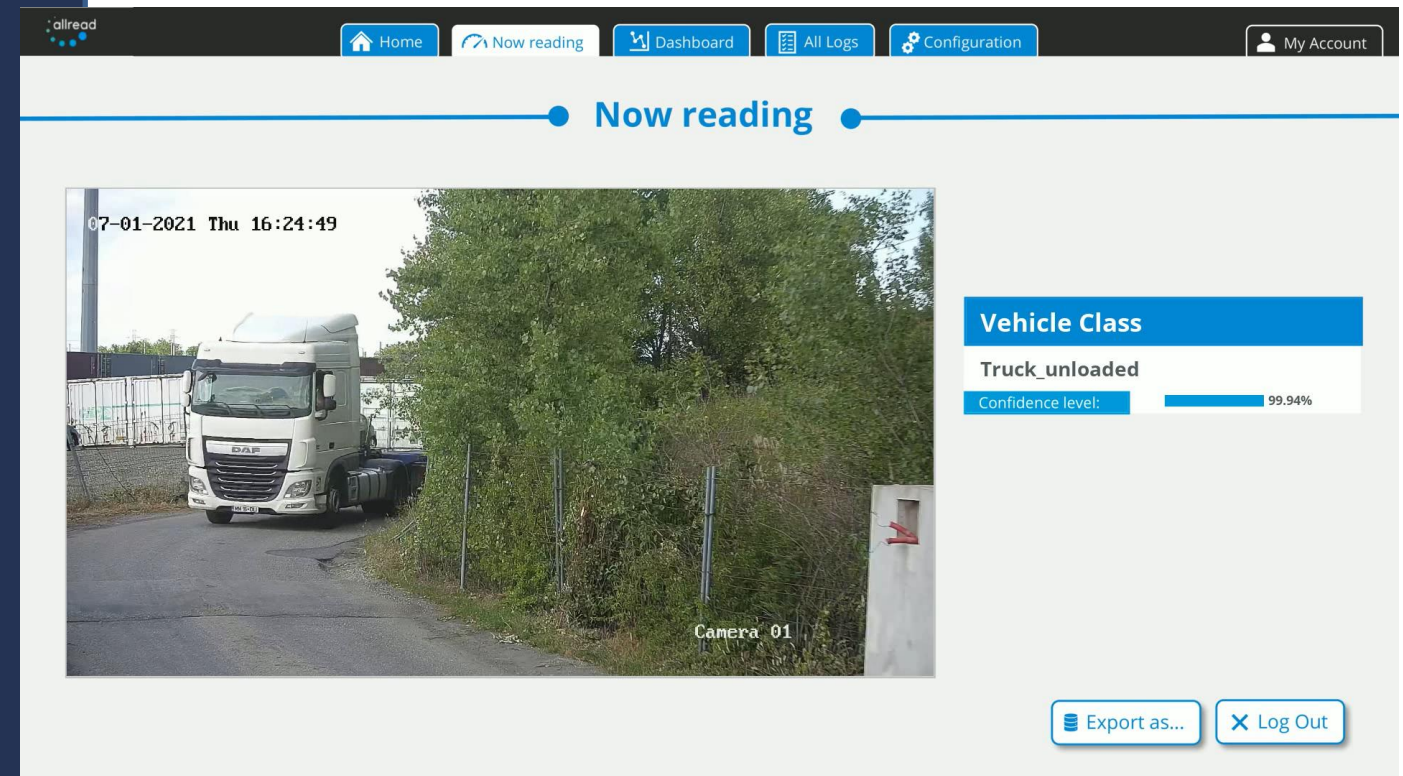 allread
Home
Now reading
Dashboard
All Logs
Configuration
My Account
Now reading
07-01-2021 Thu 16:24:49
DAF
Camera 01
Vehicle Class
Truck_unloaded
Confidence level:
99.94%
Export as...
Log Out